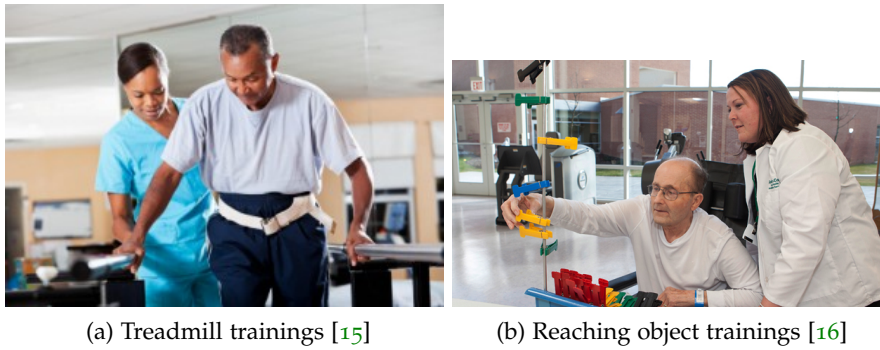 (a) Treadmill trainings [15]
(b) Reaching object trainings [16]